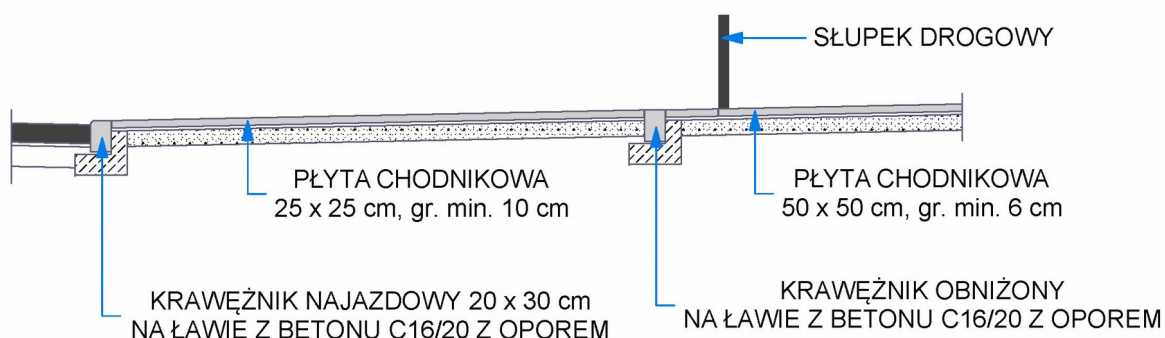 SŁUPEK DROGOWY
PŁYTA CHODNIKOWA
25 x 25 cm, gr. min. 10 cm
PŁYTA CHODNIKOWA
50 x 50 cm, gr. min. 6 cm
KRAWĘŻNIK NAJAZDOWY 20 x 30 cm
NA ŁAWIE Z BETONU C16/20 Z OPOREM
KRAWĘŻNIK OBNIŻONY
NA ŁAWIE Z BETONU C16/20 Z OPOREM